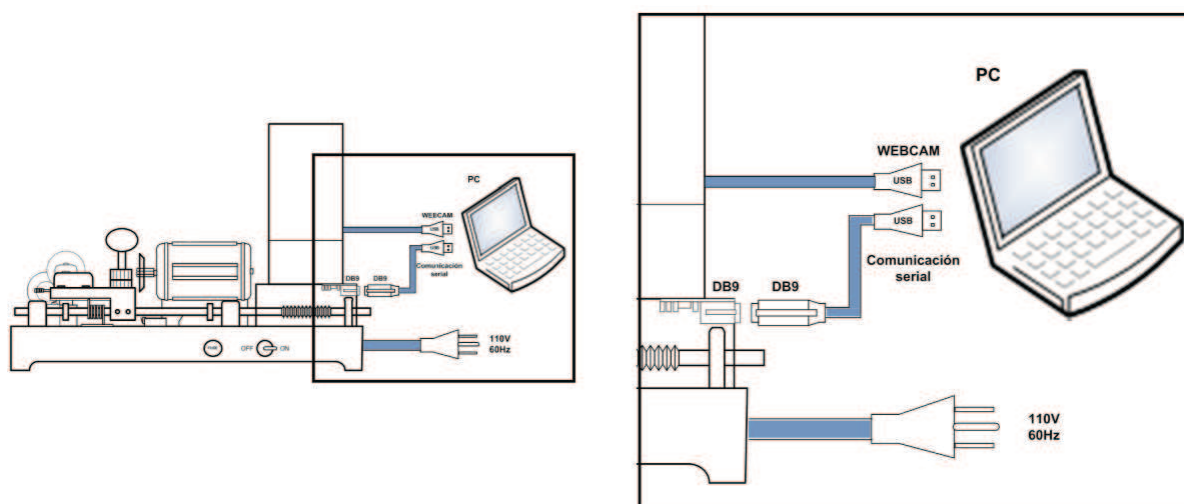 PC
WEBCAM
USB
USB
Comunicación
serial
DB9 DB9
OFF ON
110V
60Hz
PC
WEBCAM
USB
USB
Comunicación
serial
DB9 DB9
110V
60Hz